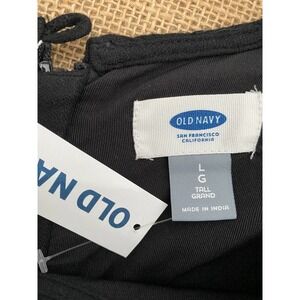 OLD NAVY
SAN FRANCISCO
CALIFORNIA
L
G
TALL
GRAND
MADE IN INDIA
OLD NA